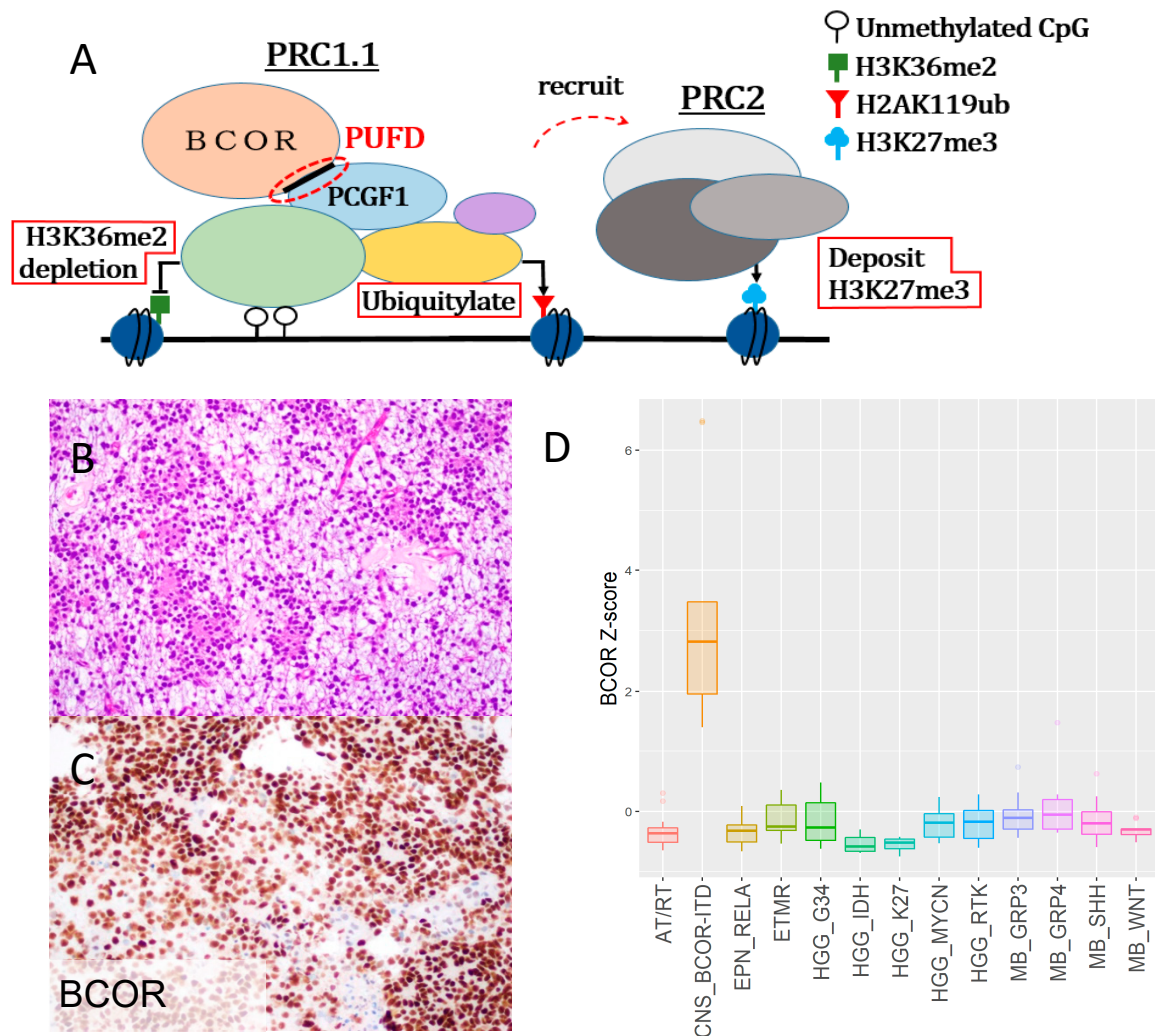 A
PRC1.1
BCOR
PUFD
PCGF1
H3K36me2
depletion
Ubiquitylate
recruit
PRC2
Deposit
H3K27me3
Unmethylated CpG
H3K36me2
H2AK119ub
H3K27me3
B
C
BCOR
D
BCOR Z-score
6
4
2
0
AT/RT
CNS_BCOR-ITD
EPN_RELA
ETMR
HGG_G34
HGG_IDH
HGG_K27
HGG_MYCN
HGG_RTK
MB_GRP3
MB_GRP4
MB_SHH
MB_WNT